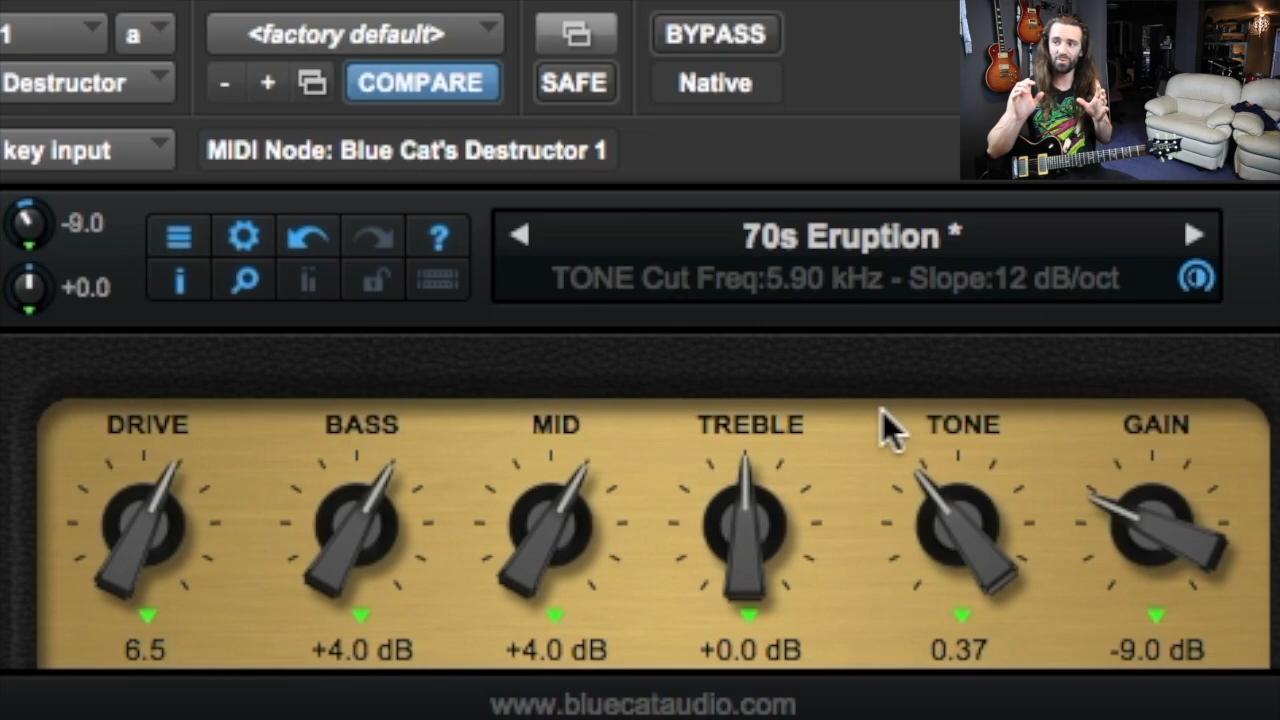 1 a <factory default> BYPASS
Destructor - + COMPARE SAFE Native
key input MIDI Node: Blue Cat's Destructor 1
-9.0 ? 70s Eruption *
+0.0 i TONE Cut Freq:5.90 kHz - Slope:12 dB/oct
DRIVE BASS MID TREBLE TONE GAIN
6.5 +4.0 dB +4.0 dB +0.0 dB 0.37 -9.0 dB
www.bluecataudio.com